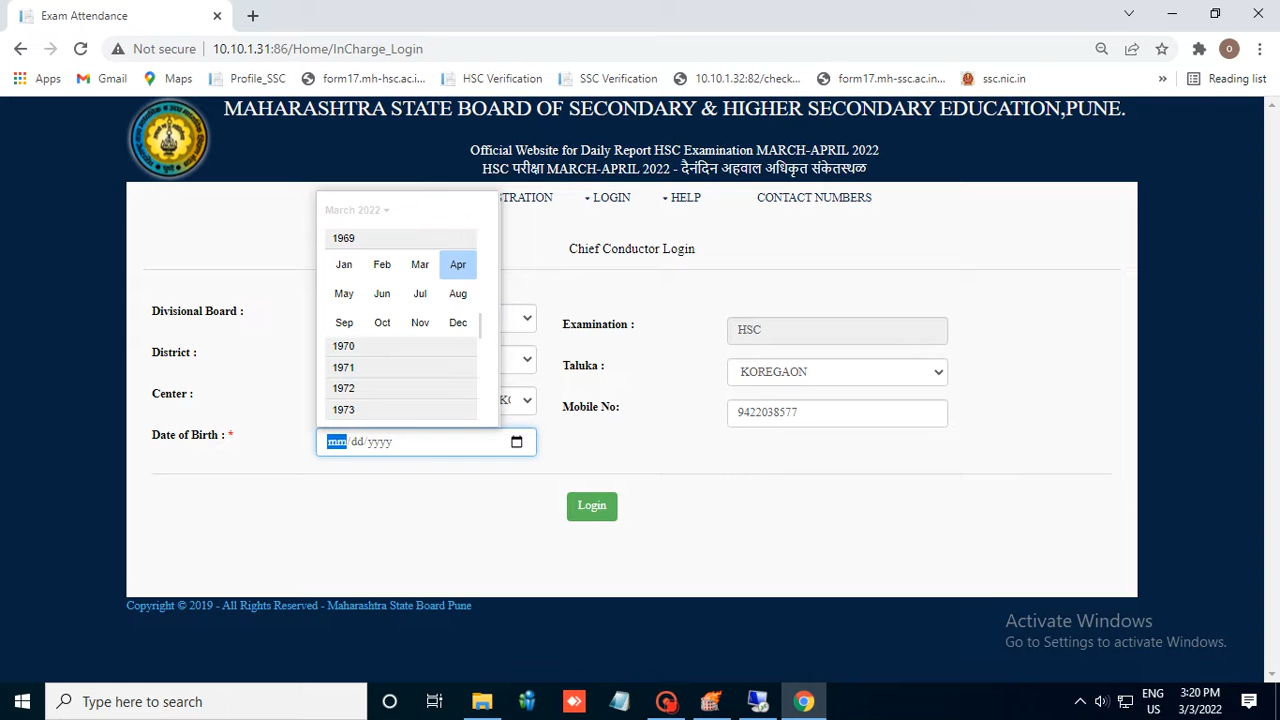 Exam Attendance
Not secure 10.10.1.31:86/Home/InCharge_Login
Apps Gmail Maps Profile_SSC form17.mh-hsc.ac.i... HSC Verification SSC Verification 10.10.1.32:82/check... form17.mh-ssc.ac.in... ssc.nic.in » Reading list
MAHARASHTRA STATE BOARD OF SECONDARY & HIGHER SECONDARY EDUCATION,PUNE.
Official Website for Daily Report HSC Examination MARCH-APRIL 2022
HSC परीक्षा MARCH-APRIL 2022 - दैनंदिन अहवाल अधिकृत संकेतस्थळ
STRATION LOGIN HELP CONTACT NUMBERS
Chief Conductor Login
March 2022
1969
Jan Feb Mar Apr
May Jun Jul Aug
Sep Oct Nov Dec
1970
1971
1972
1973
Divisional Board :
Examination : HSC
District :
Taluka : KOREGAON
Center :
Mobile No: 9422038577
Date of Birth : * mm/dd/yyyy
Login
Copyright © 2019 - All Rights Reserved - Maharashtra State Board Pune
Activate Windows
Go to Settings to activate Windows.
Type here to search
ENG
US
3:20 PM
3/3/2022